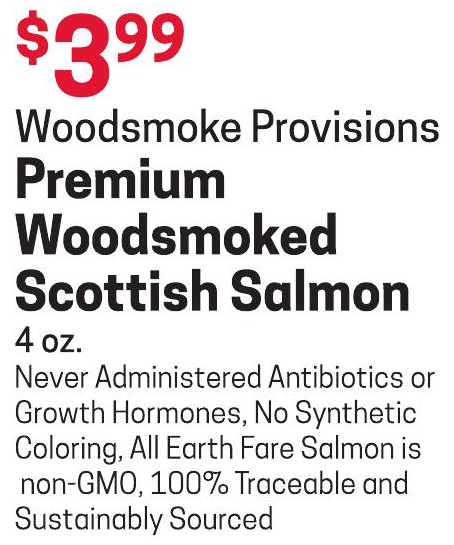 $3.99
Woodsmoke Provisions
Premium
Woodsmoked
Scottish Salmon
4 oz.
Never Administered Antibiotics or
Growth Hormones, No Synthetic
Coloring, All Earth Fare Salmon is
non-GMO, 100% Traceable and
Sustainably Sourced